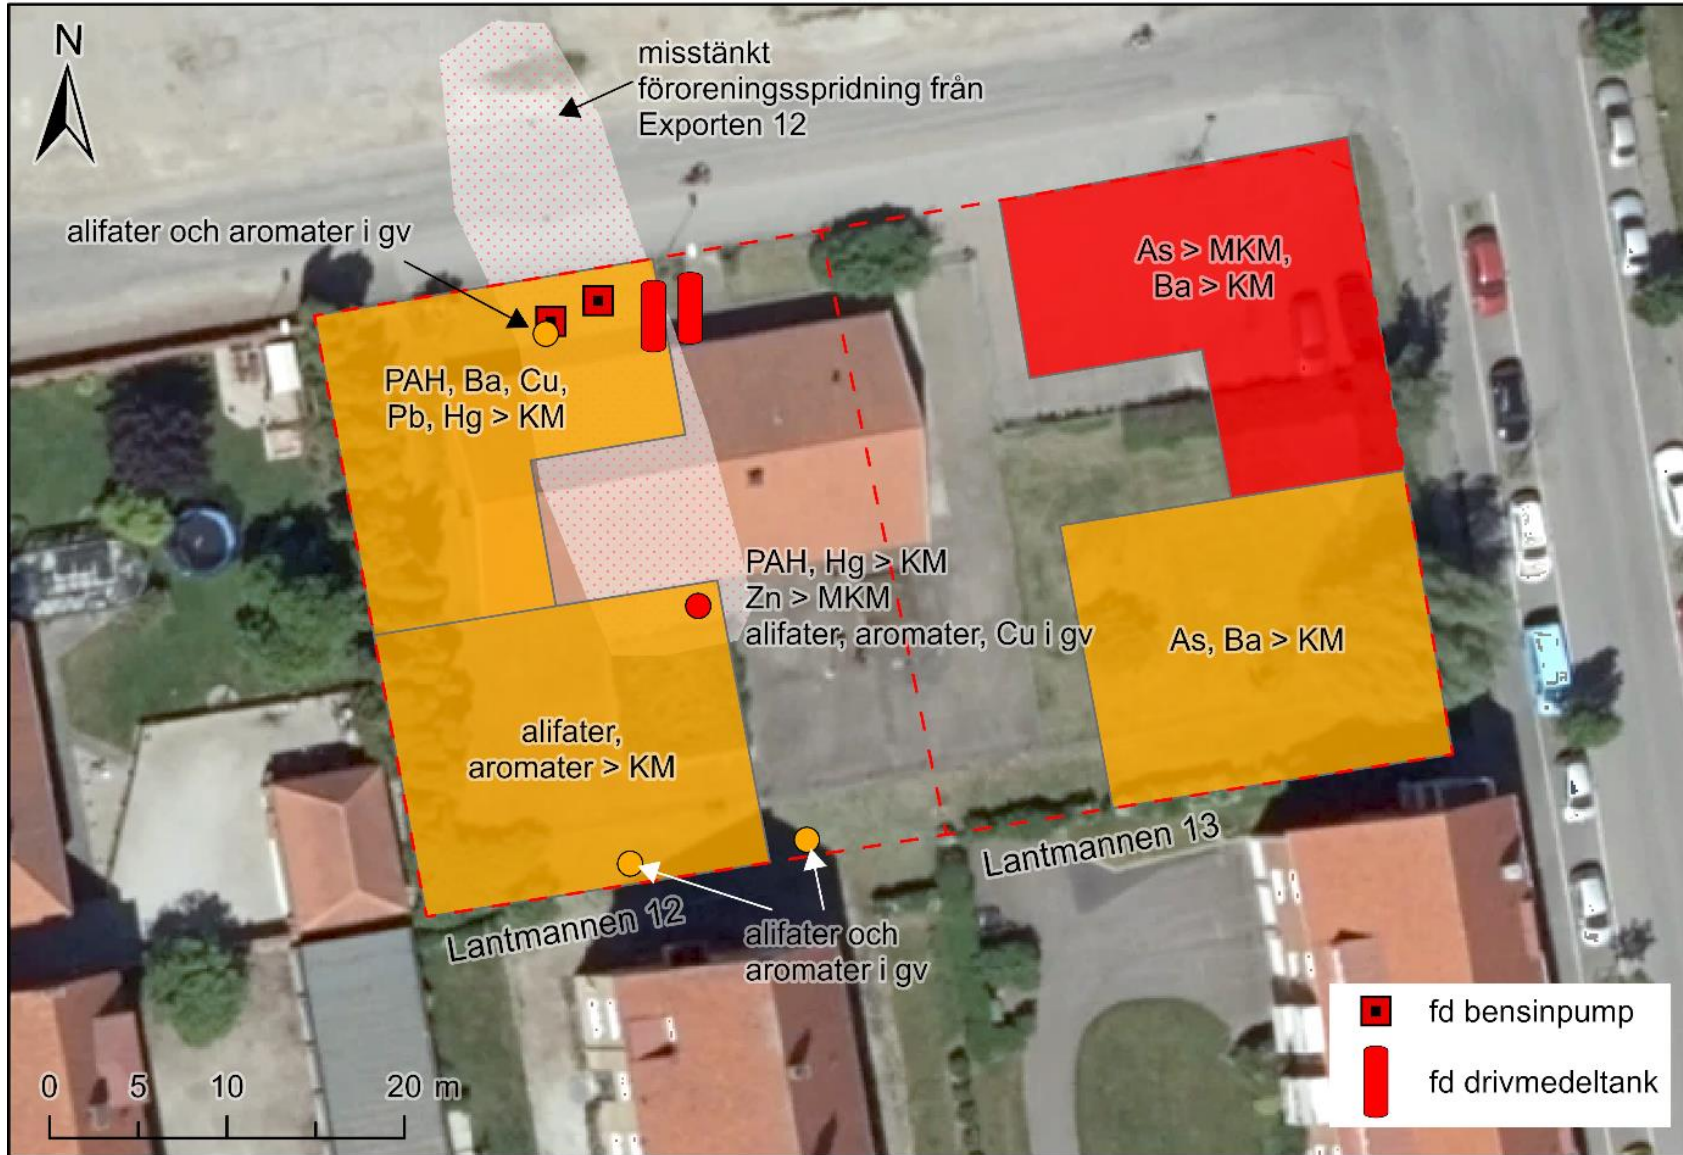 N
misstänkt
föroreningsspridning från
Exporten 12
alifater och aromater i gv
As > MKM,
Ba > KM
PAH, Ba, Cu,
Pb, Hg > KM
PAH, Hg > KM
Zn > MKM
alifater, aromater, Cu i gv
As, Ba > KM
alifater,
aromater > KM
Lantmannen 13
Lantmannen 12
alifater och
aromater i gv
fd bensinpump
fd drivmedeltank
0 5 10 20 m